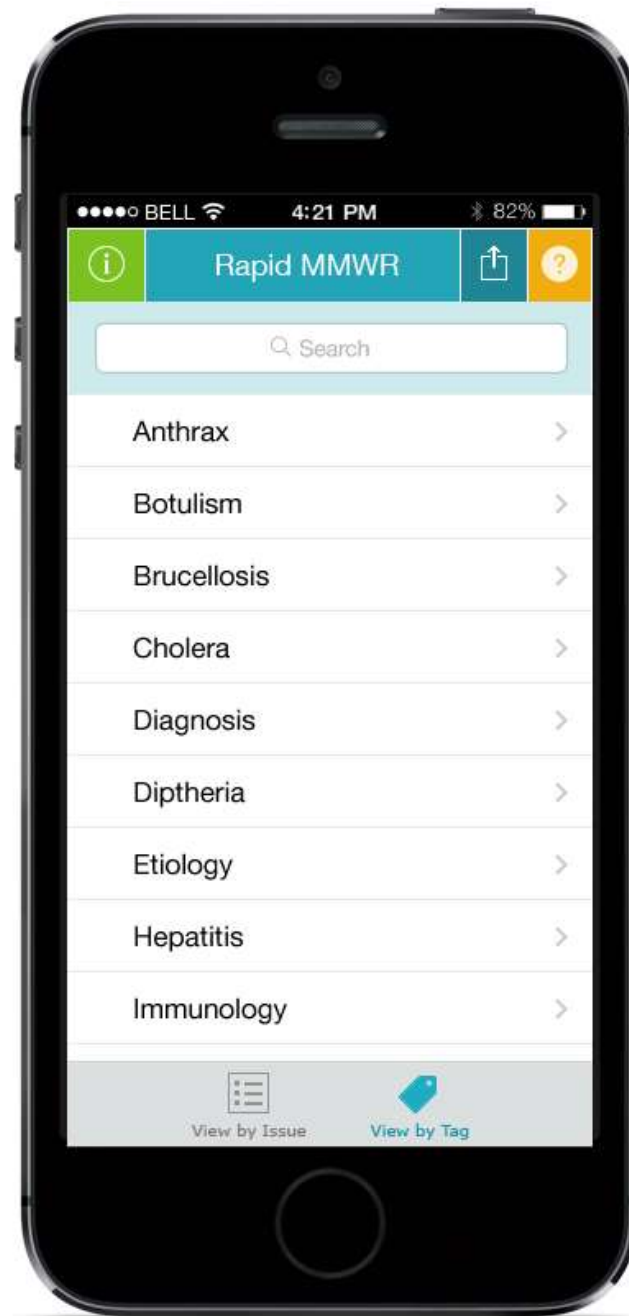 BELL 4:21 PM 82%
Rapid MMWR ?
Search
Anthrax
Botulism
Brucellosis
Cholera
Diagnosis
Diptheria
Etiology
Hepatitis
Immunology
View by Issue View by Tag